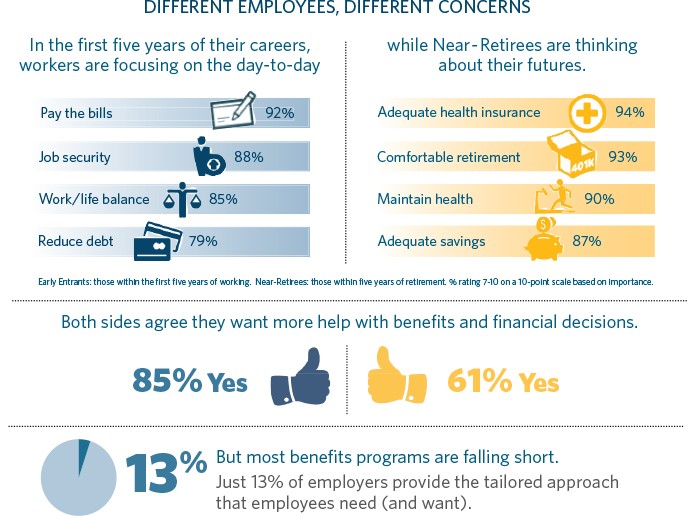 DIFFERENT EMPLOYEES, DIFFERENT CONCERNS
In the first five years of their careers,
workers are focusing on the day-to-day
Pay the bills 92%
Job security 88%
Work/life balance 85%
Reduce debt 79%
while Near-Retirees are thinking
about their futures.
Adequate health insurance 94%
Comfortable retirement 401K 93%
Maintain health 90%
Adequate savings $ 87%
Early Entrants: those within the first five years of working. Near-Retirees: those within five years of retirement. % rating 7-10 on a 10-point scale based on importance.
Both sides agree they want more help with benefits and financial decisions.
85% Yes
61% Yes
13%
But most benefits programs are falling short.
Just 13% of employers provide the tailored approach
that employees need (and want).